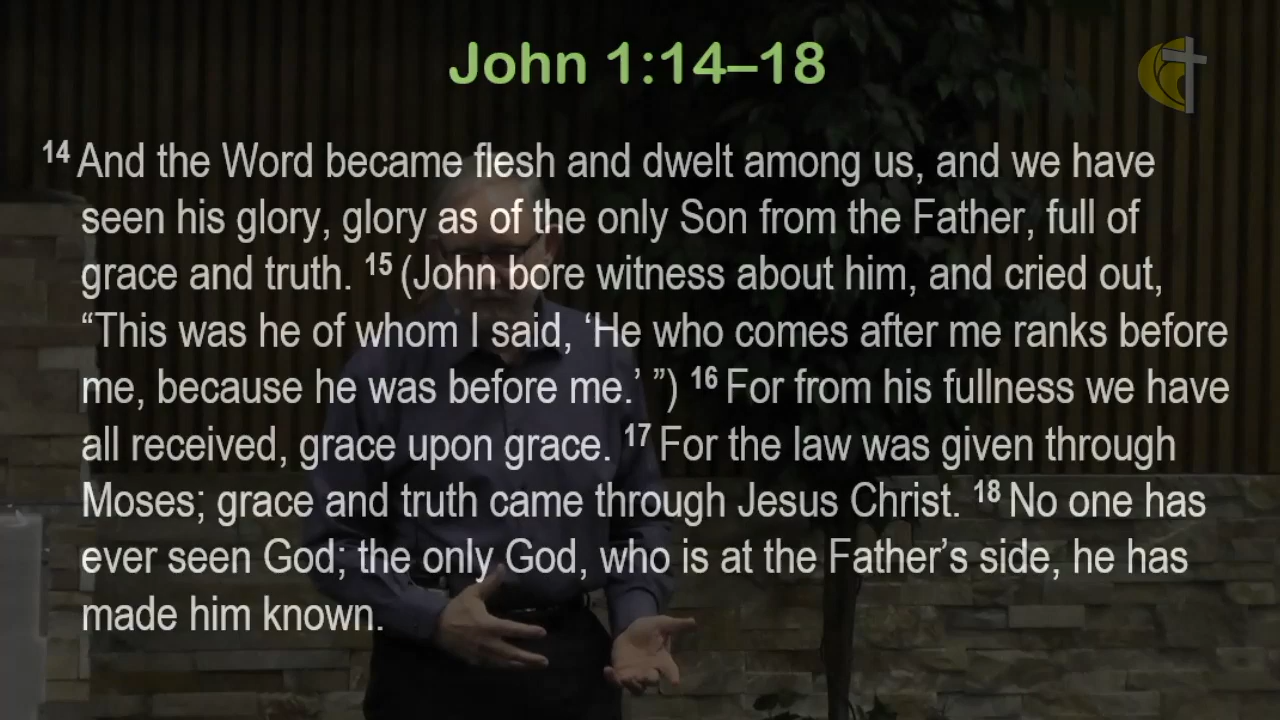 John 1:14–18
14 And the Word became flesh and dwelt among us, and we have
seen his glory, glory as of the only Son from the Father, full of
grace and truth. 15 (John bore witness about him, and cried out,
“This was he of whom I said, ‘He who comes after me ranks before
me, because he was before me.’ ”) 16 For from his fullness we have
all received, grace upon grace. 17 For the law was given through
Moses; grace and truth came through Jesus Christ. 18 No one has
ever seen God; the only God, who is at the Father’s side, he has
made him known.